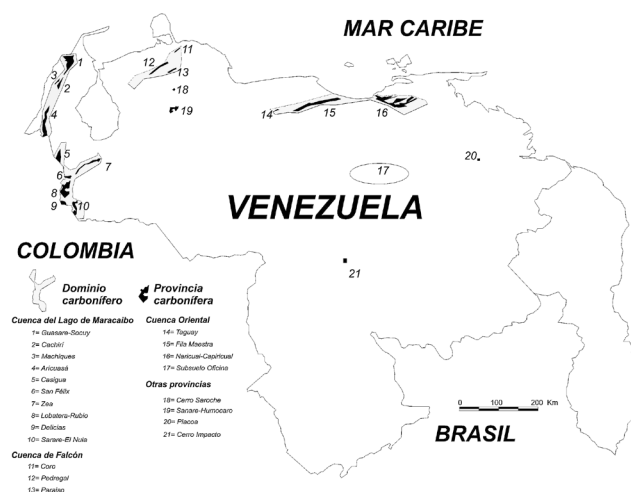 MAR CARIBE
11
12
13
18
19
1
3
2
4
5
6
7
8
9
10
14
15
16
17
20
21
VENEZUELA
COLOMBIA
BRASIL
0 100 200 Km
Dominio carbonífero
Provincia carbonífera
Cuenca del Lago de Maracaibo
1= Guasare-Socuy
2= Cachirí
3= Machiques
4= Aricuasá
5= Casigua
6= San Félix
7= Zea
8= Lobatera-Rubio
9= Delicias
10= Sarare-El Nula
Cuenca de Falcón
11= Coro
12= Pedregal
13= Paraíso
Cuenca Oriental
14= Taguay
15= Fila Maestra
16= Naricual-Capiricual
17= Subsuelo Oficina
Otras provincias
18= Cerro Saroche
19= Sanare-Humocaro
20= Placoa
21= Cerro Impacto